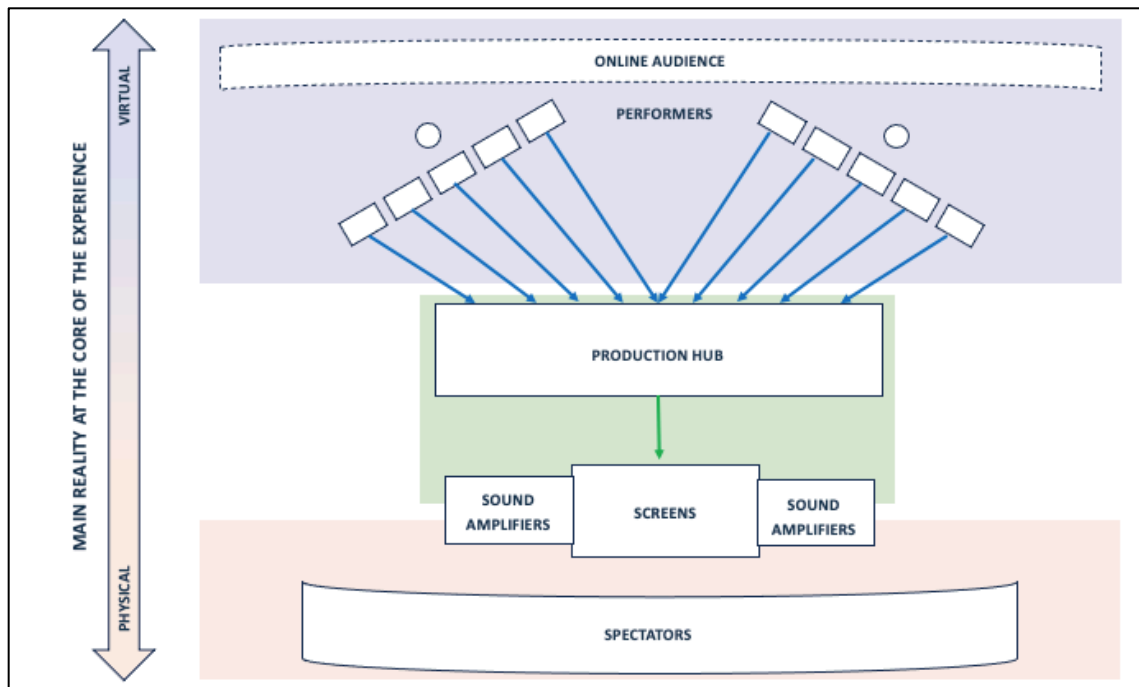 MAIN REALITY AT THE CORE OF THE EXPERIENCE
VIRTUAL
PHYSICAL
ONLINE AUDIENCE
PERFORMERS
PRODUCTION HUB
SOUND
AMPLIFIERS
SCREENS
SOUND
AMPLIFIERS
SPECTATORS